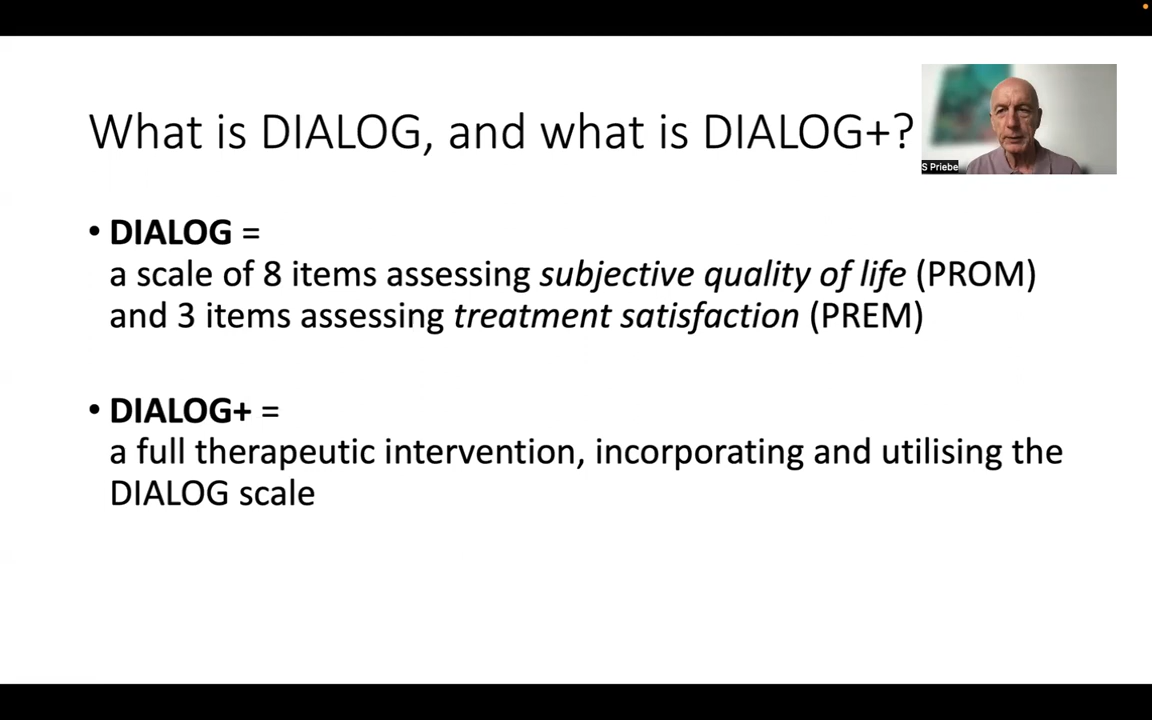 What is DIALOG, and what is DIALOG+?
S Priebe
• DIALOG =
a scale of 8 items assessing subjective quality of life (PROM)
and 3 items assessing treatment satisfaction (PREM)
• DIALOG+ =
a full therapeutic intervention, incorporating and utilising the
DIALOG scale